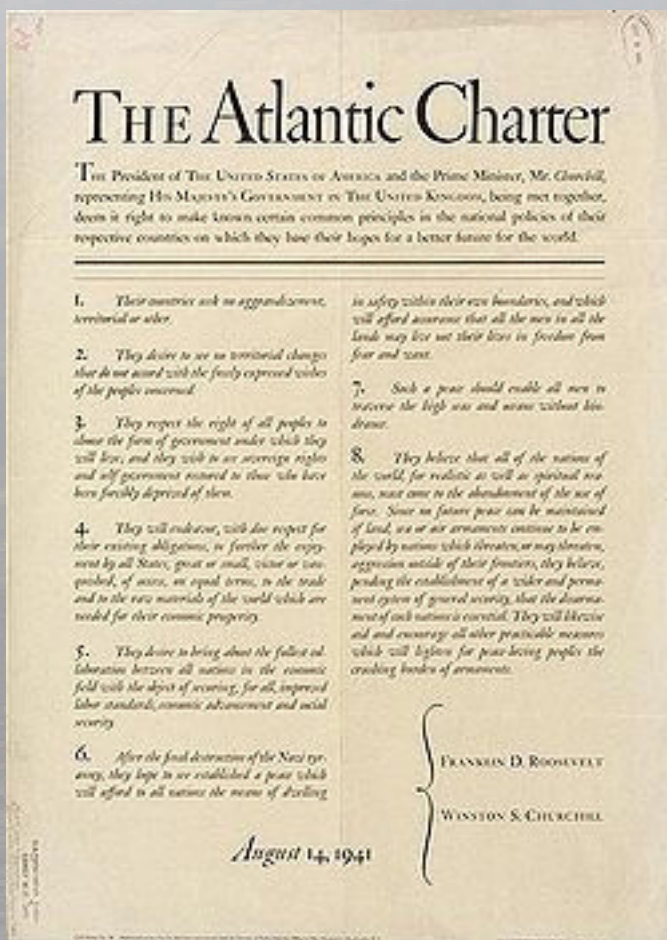 THE Atlantic Charter
THE President of THE UNITED STATES OF AMERICA and the Prime Minister, Mr. Churchill,
representing HIS MAJESTY'S GOVERNMENT IN THE UNITED KINGDOM, being met together,
deem it right to make known certain common principles in the national policies of their
respective countries on which they base their hopes for a better future for the world.
1. Their countries seek no aggrandizement,
territorial or other.
2. They desire to see no territorial changes
that do not accord with the freely expressed wishes
of the peoples concerned.
3. They respect the right of all peoples to
choose the form of government under which they
will live; and they wish to see sovereign rights
and self government restored to those who have
been forcibly deprived of them.
4. They will endeavor, with due respect for
their existing obligations, to further the enjoy-
ment by all States, great or small, victor or van-
quished, of access, on equal terms, to the trade
and to the raw materials of the world which are
needed for their economic prosperity.
5. They desire to bring about the fullest col-
laboration between all nations in the economic
field with the object of securing, for all, improved
labor standards, economic advancement and social
security.
6. After the final destruction of the Nazi tyr-
anny, they hope to see established a peace which
will afford to all nations the means of dwelling
in safety within their own boundaries, and which
will afford assurance that all the men in all the
lands may live out their lives in freedom from
fear and want.
7. Such a peace should enable all men to
traverse the high seas and oceans without hin-
drance.
8. They believe that all of the nations of
the world, for realistic as well as spiritual rea-
sons, must come to the abandonment of the use of
force. Since no future peace can be maintained
if land, sea or air armaments continue to be em-
ployed by nations which threaten, or may threaten,
aggression outside of their frontiers, they believe,
pending the establishment of a wider and perma-
nent system of general security, that the disarma-
ment of such nations is essential. They will likewise
aid and encourage all other practicable measures
which will lighten for peace-loving peoples the
crushing burden of armaments.
FRANKLIN D. ROOSEVELT
WINSTON S. CHURCHILL
August 14, 1941